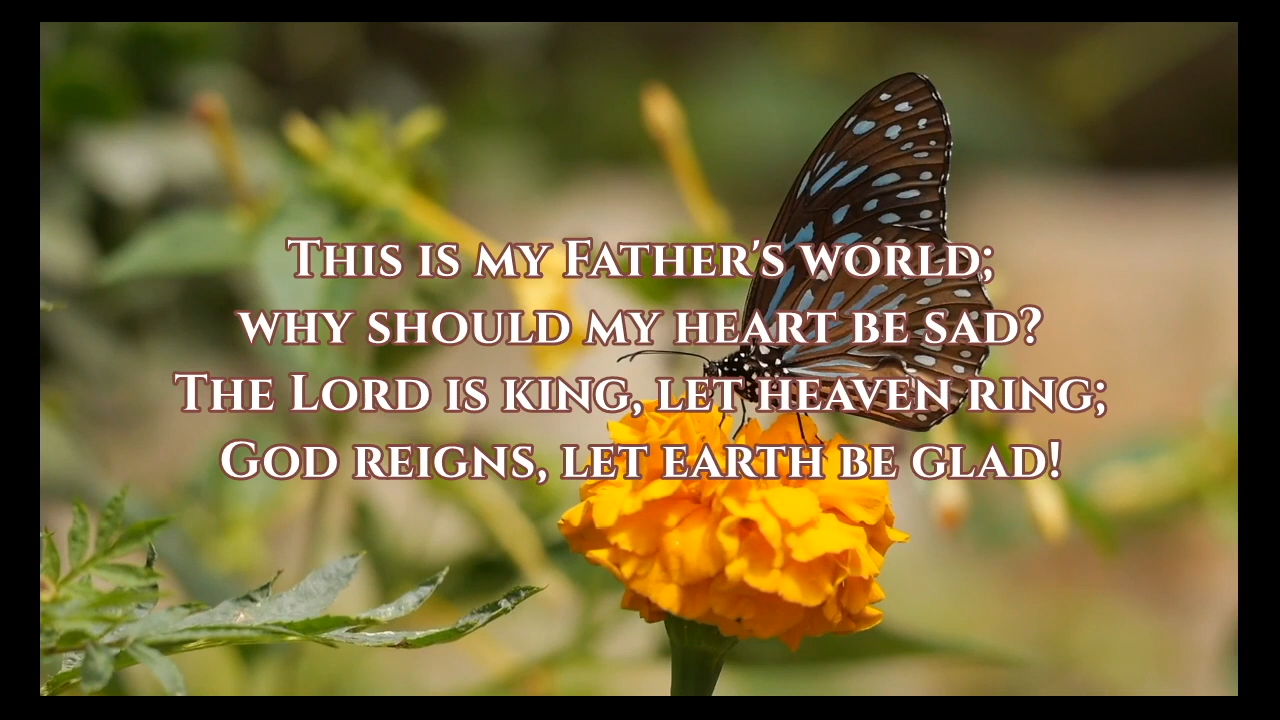 This is my Father's world;
why should my heart be sad?
The Lord is king, let heaven ring;
God reigns, let earth be glad!